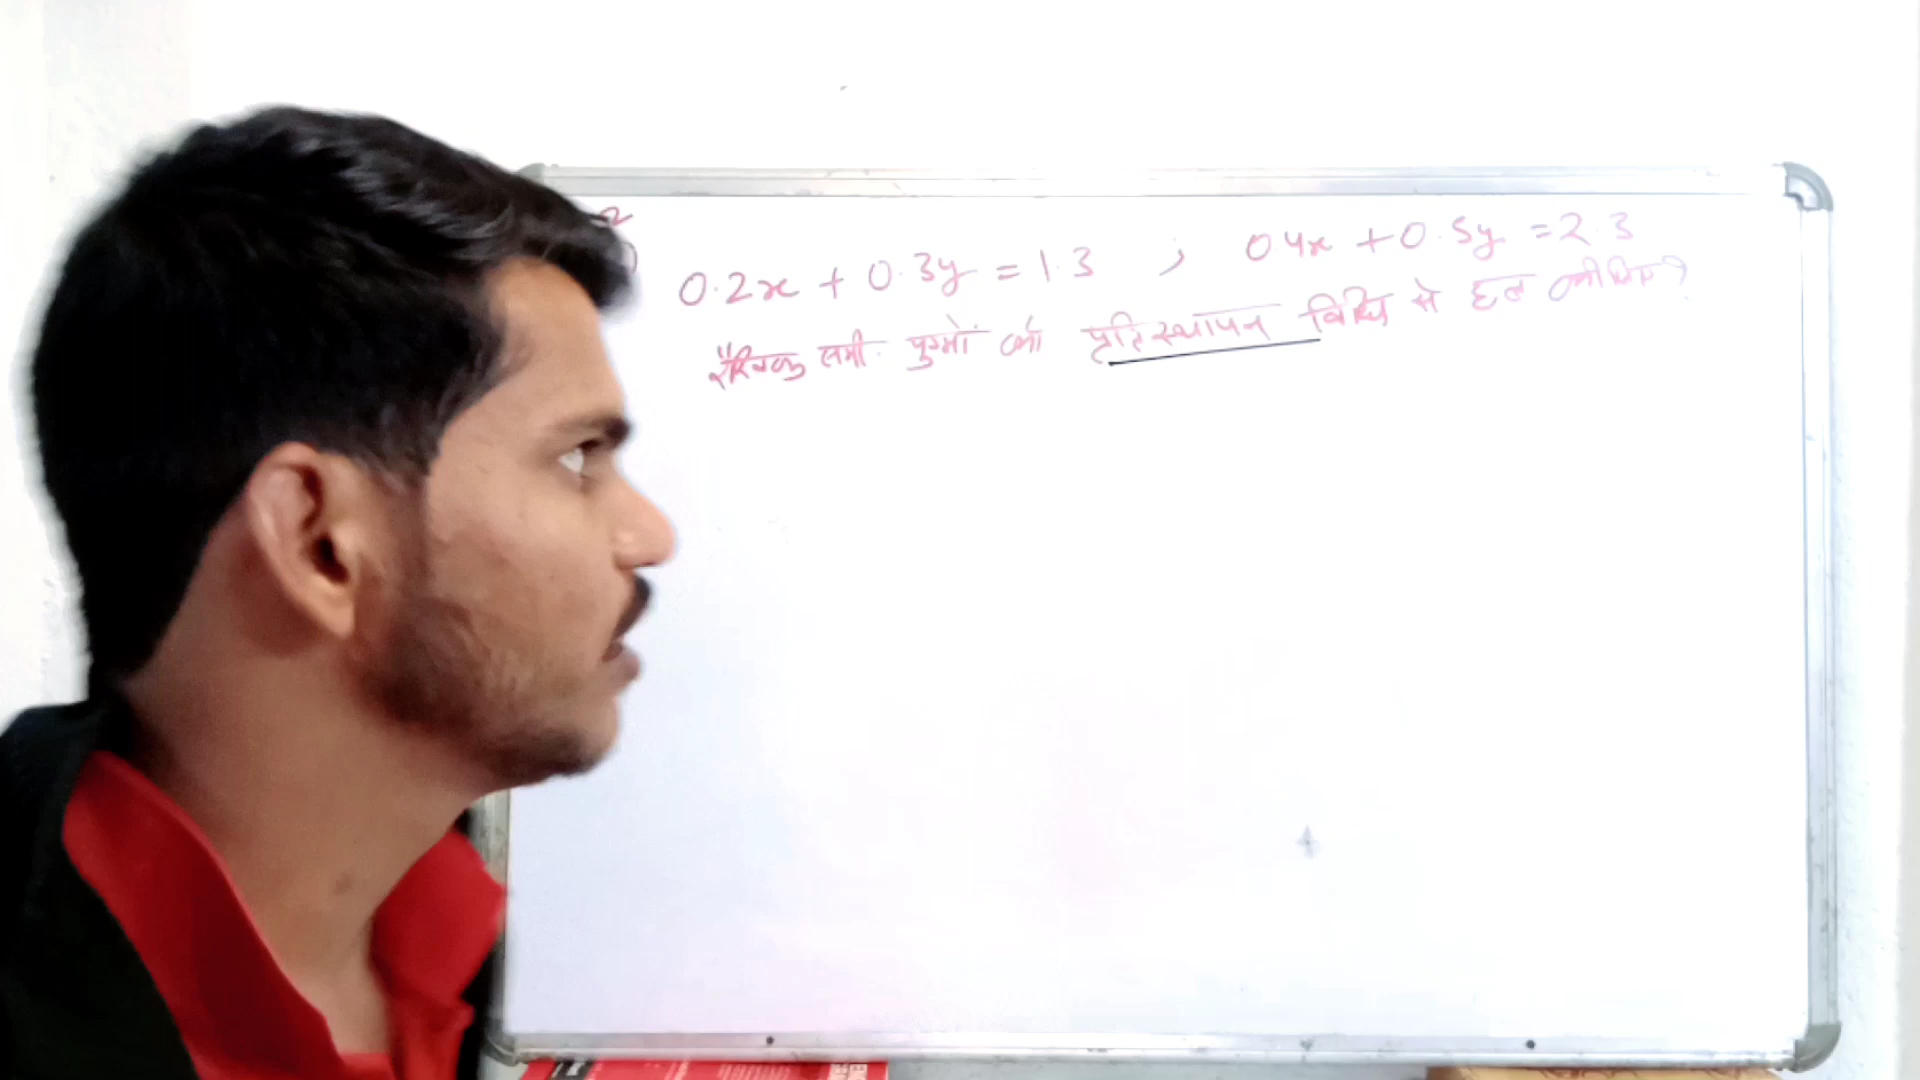 0.2x + 0.3y = 1.3 ; 0.4x + 0.5y = 2.3
रैखिक समी. युग्मों को प्रतिस्थापन विधि से हल कीजिए?